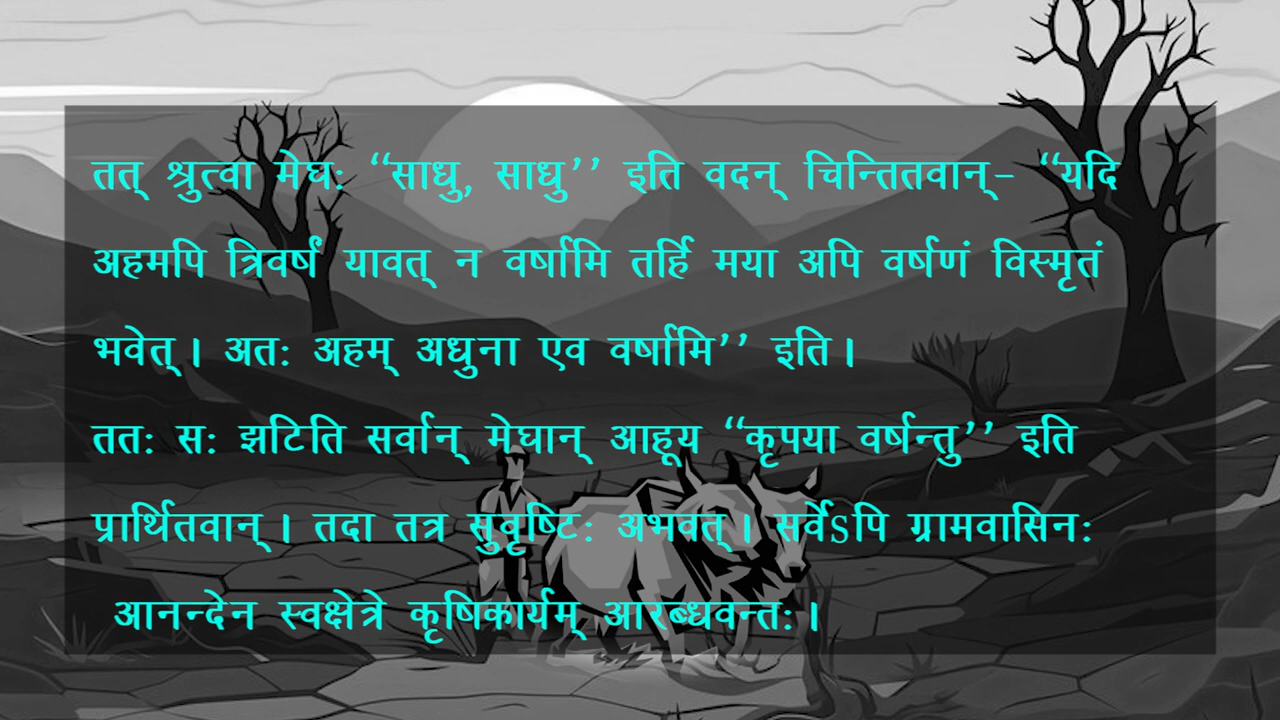 तत् श्रुत्वा मेघः “साधु, साधु’’ इति वदन् चिन्तितवान्– “यदि
अहमपि त्रिवर्षं यावत् न वर्षामि तर्हि मया अपि वर्षणं विस्मृतं
भवेत्। अतः अहम् अधुना एव वर्षामि’’ इति।
ततः सः झटिति सर्वान् मेघान् आहूय “कृपया वर्षन्तु’’ इति
प्रार्थितवान्। तदा तत्र सुवृष्टिः अभवत्। सर्वेSपि ग्रामवासिनः
आनन्देन स्वक्षेत्रे कृषिकार्यम् आरब्धवन्तः।